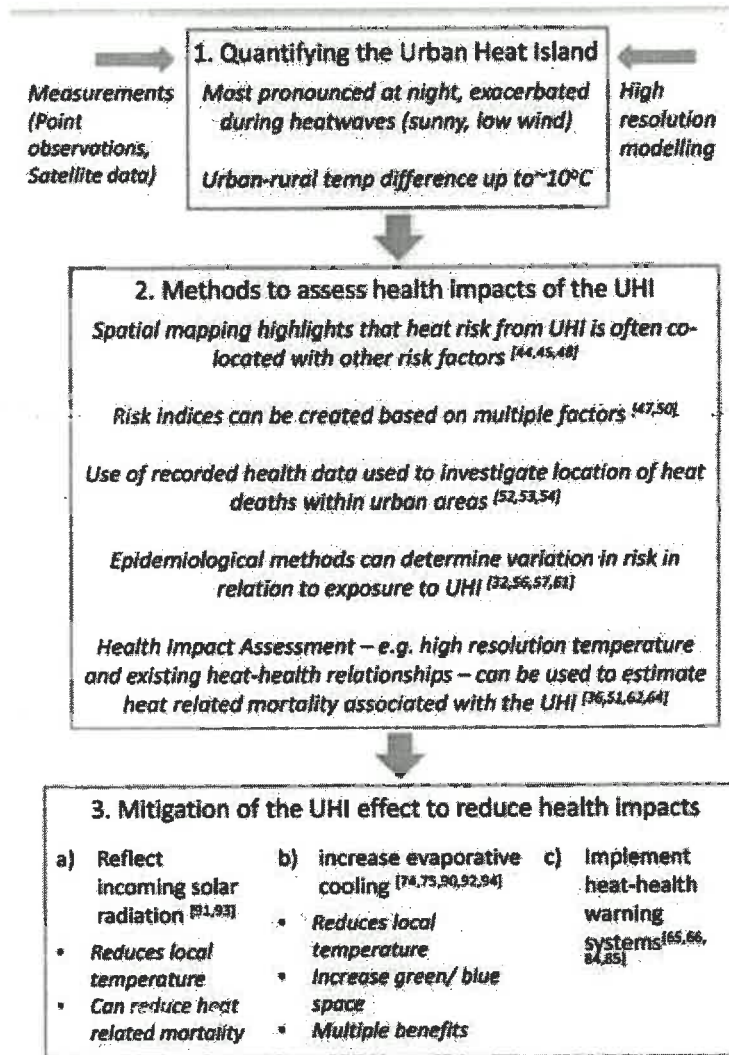 1. Quantifying the Urban Heat Island
Most pronounced at night, exacerbated
during heatwaves (sunny, low wind)
Urban-rural temp difference up to~10°C
Measurements
(Point
observations,
Satellite data)
High
resolution
modelling
2. Methods to assess health impacts of the UHI
Spatial mapping highlights that heat risk from UHI is often co-
located with other risk factors [44,45,48]
Risk indices can be created based on multiple factors [47,50]
Use of recorded health data used to investigate location of heat
deaths within urban areas [52,53,54]
Epidemiological methods can determine variation in risk in
relation to exposure to UHI [32,56,57,61]
Health Impact Assessment – e.g. high resolution temperature
and existing heat-health relationships – can be used to estimate
heat related mortality associated with the UHI [36,51,62,64]
3. Mitigation of the UHI effect to reduce health impacts
a) Reflect
incoming solar
radiation [91,93]
• Reduces local
temperature
• Can reduce heat
related mortality
b) increase evaporative
cooling [74,75,90,92,94]
• Reduces local
temperature
• Increase green/ blue
space
• Multiple benefits
c) Implement
heat-health
warning
systems[65,66,
84,85]